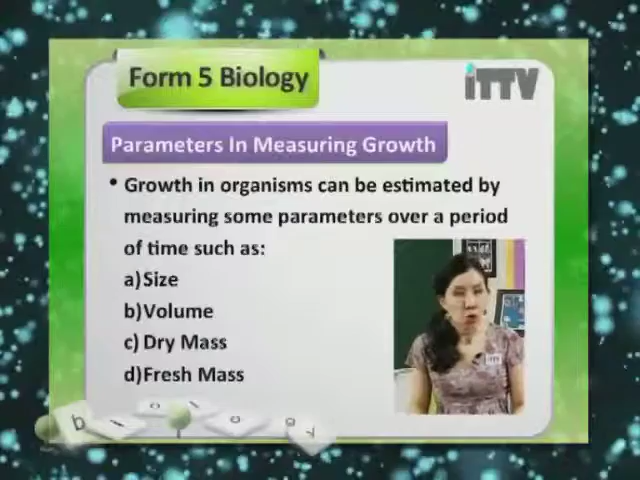 Form 5 Biology
iTTV
Parameters In Measuring Growth
• Growth in organisms can be estimated by
measuring some parameters over a period
of time such as:
a)Size
b)Volume
c) Dry Mass
d)Fresh Mass
b i o l o g y